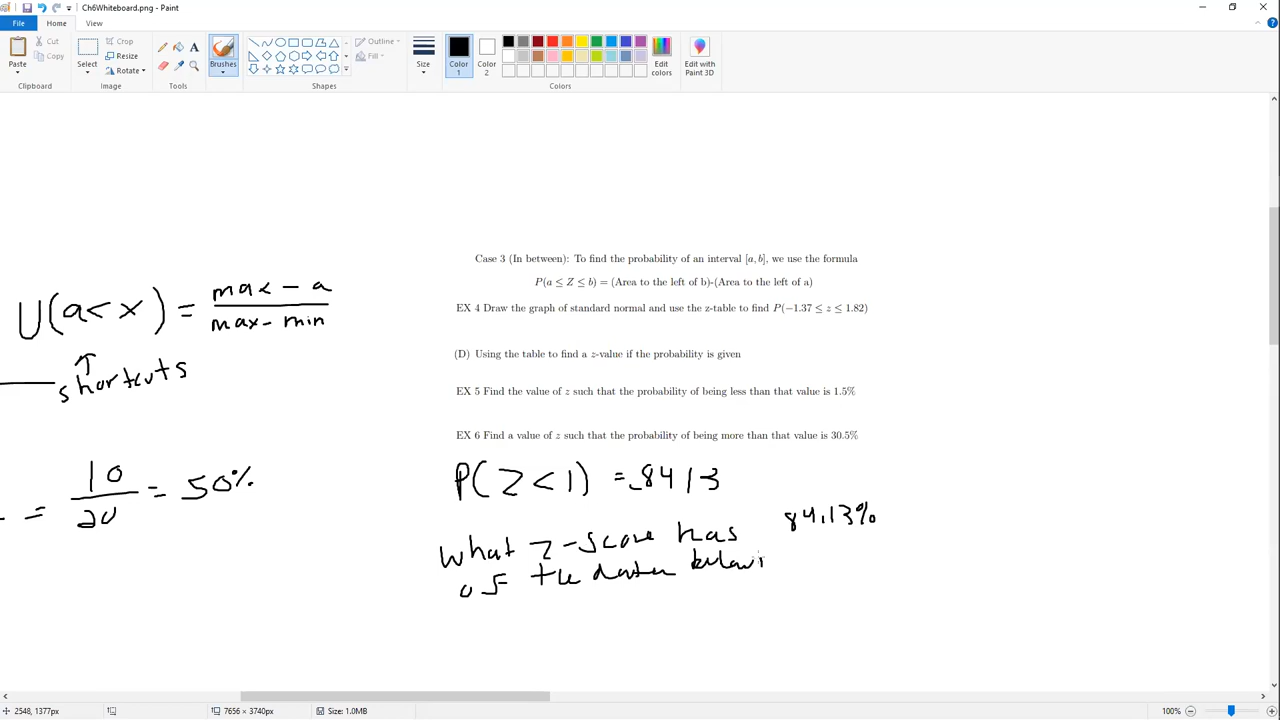 Ch6Whiteboard.png - Paint
File
Home
View
Paste
Cut
Copy
Clipboard
Select
Crop
Resize
Rotate
Image
A
Tools
Brushes
Shapes
Outline
Fill
Size
Color 1
Color 2
Edit colors
Edit with Paint 3D
Colors
Case 3 (In between): To find the probability of an interval [a, b], we use the formula
P(a ≤ Z ≤ b) = (Area to the left of b)-(Area to the left of a)
EX 4 Draw the graph of standard normal and use the z-table to find P(−1.37 ≤ z ≤ 1.82)
(D) Using the table to find a z-value if the probability is given
EX 5 Find the value of z such that the probability of being less than that value is 1.5%
EX 6 Find a value of z such that the probability of being more than that value is 30.5%
U(a<x) = max - a
max - min
shortcuts
= 10
20
= 50%
P(Z < 1) = .8413
What z-score has 84.13%
of the data below
2548, 1377px
7656 × 3740px
Size: 1.0MB
100%